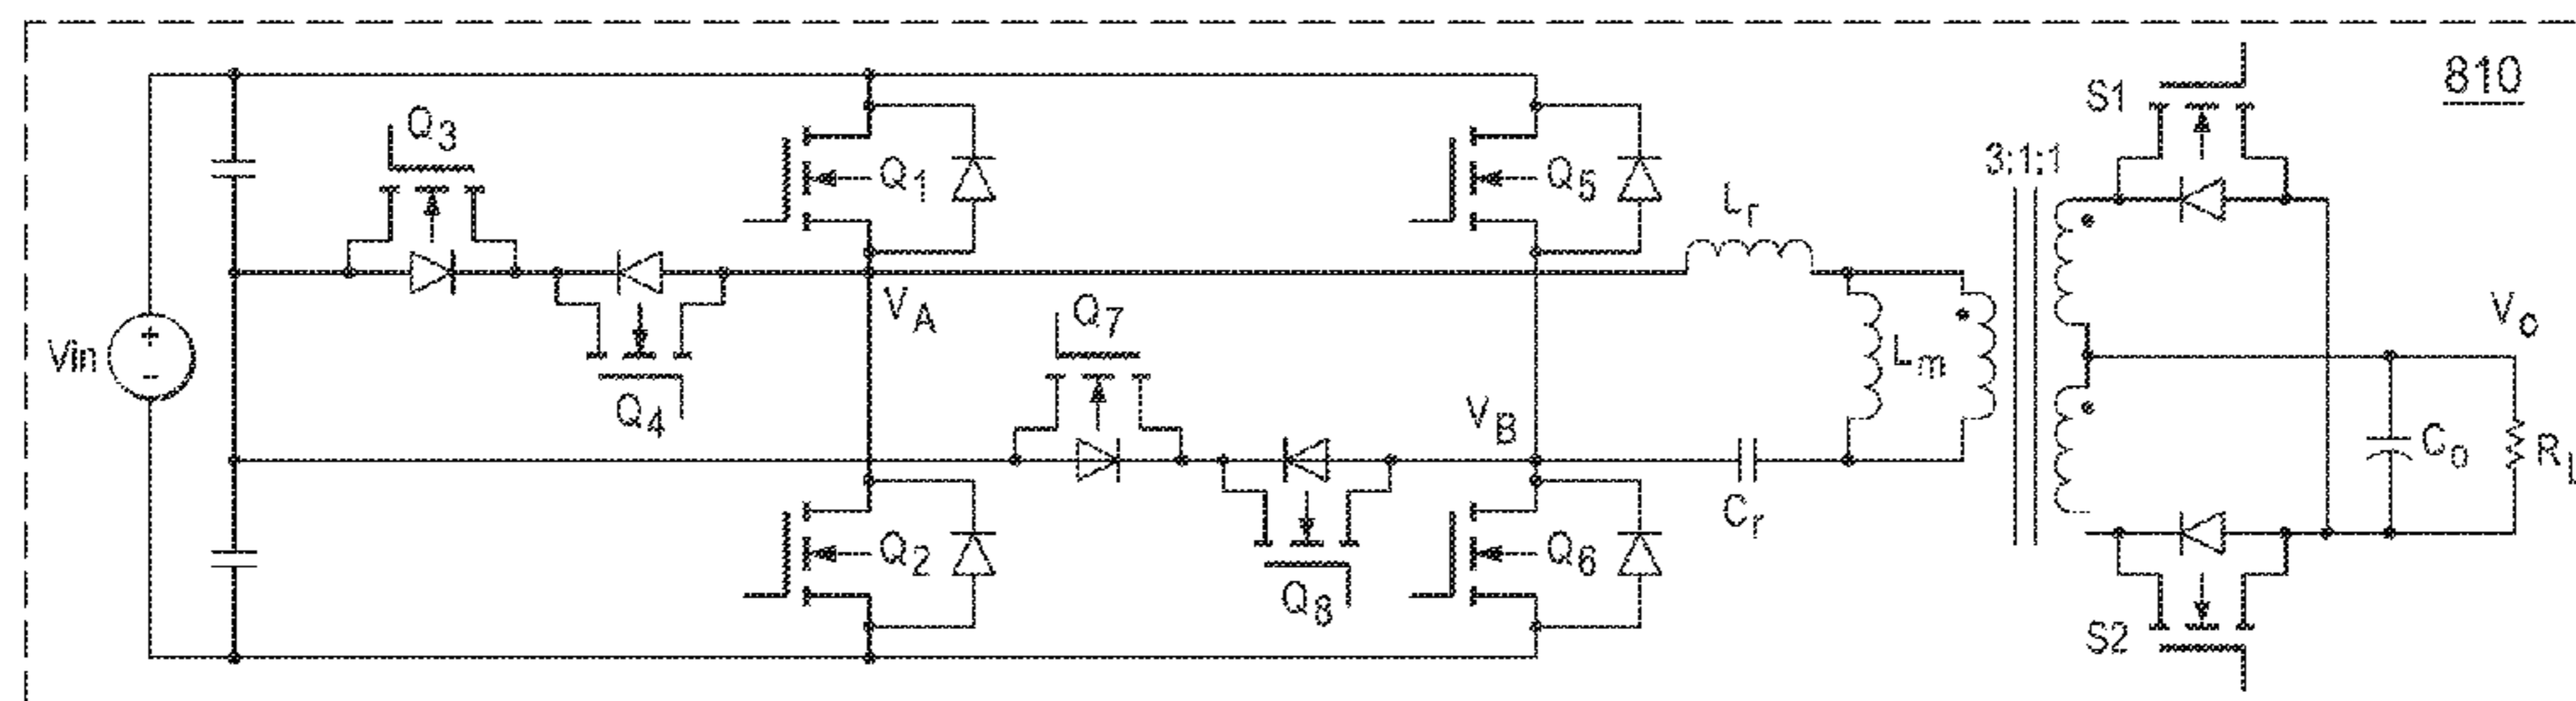 810
S1
Q3
3:1:1
Q1
Q5
Lr
VA
Q7
Vo
Vin
+
-
Lm
Q4
VB
Co
RL
Q2
Cr
Q6
Q8
S2